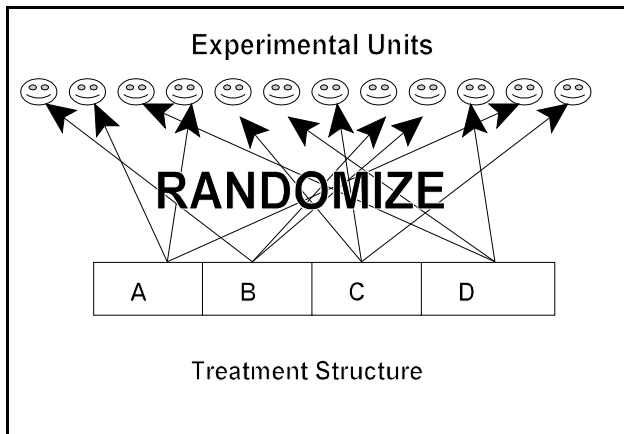 Experimental Units
RANDOMIZE
A B C D
Treatment Structure